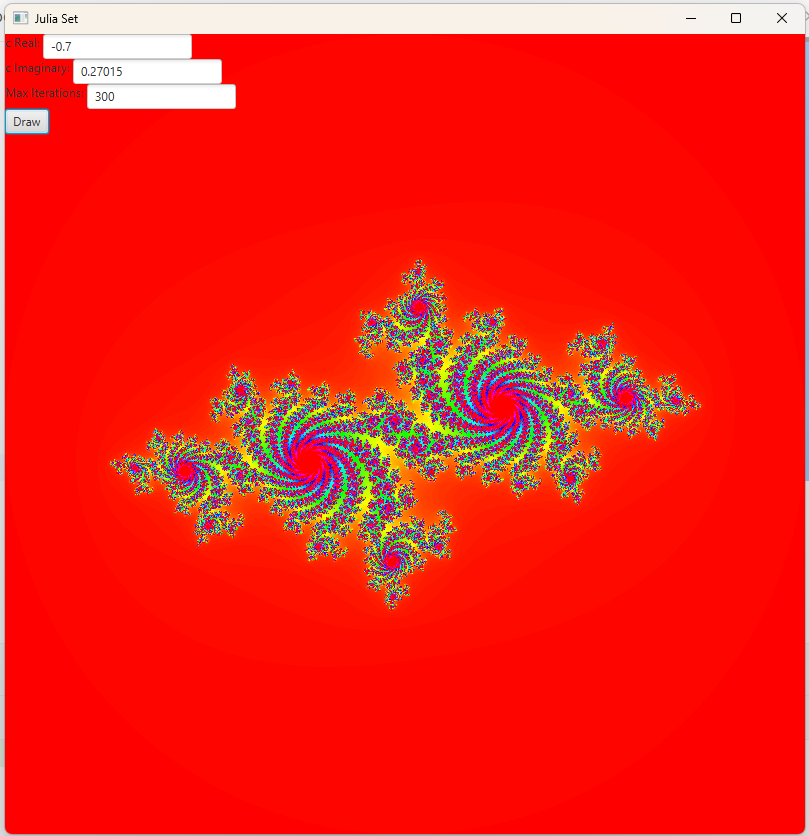 Julia Set
c Real: -0.7
c Imaginary: 0.27015
Max Iterations: 300
Draw